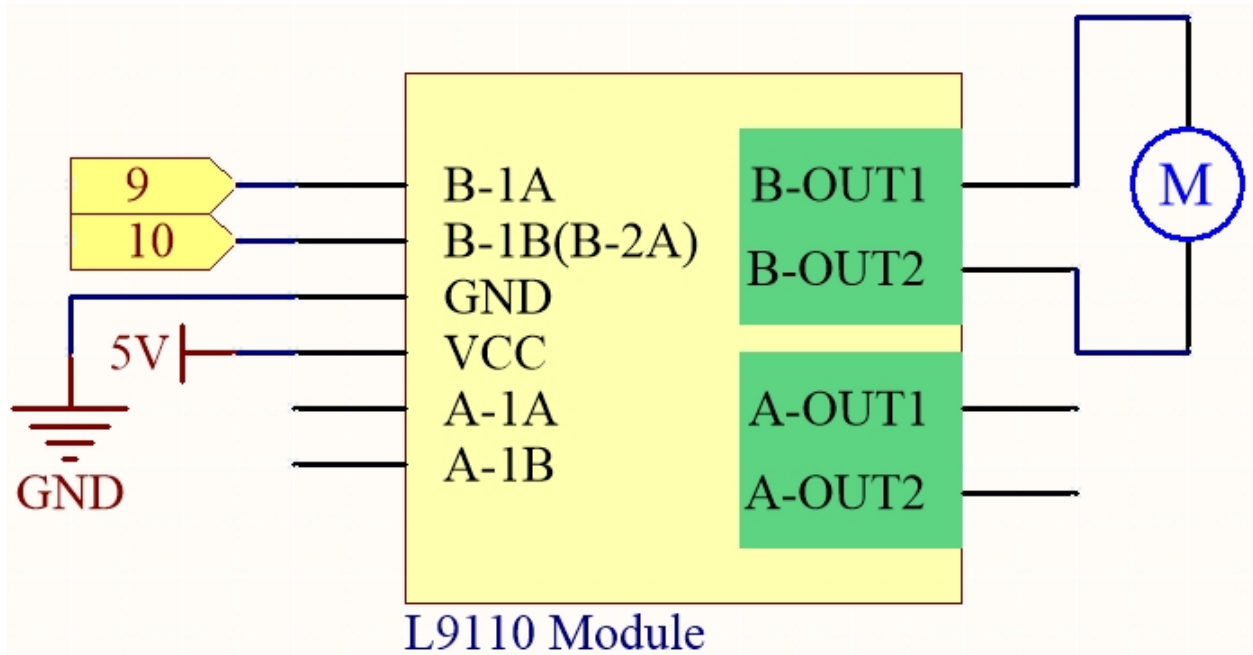 9
10
5V
GND
B-1A
B-1B(B-2A)
GND
VCC
A-1A
A-1B
B-OUT1
B-OUT2
A-OUT1
A-OUT2
M
L9110 Module